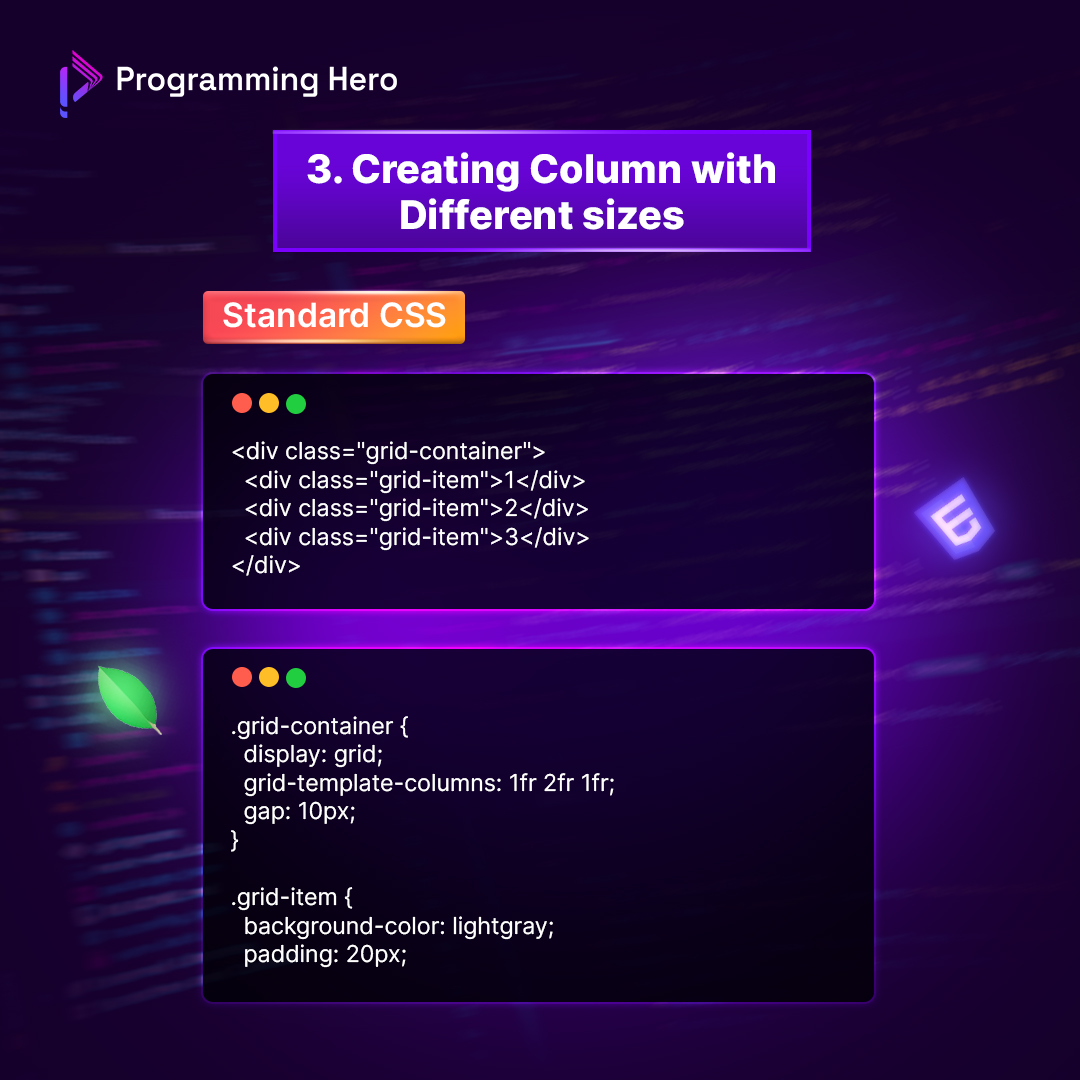 Programming Hero
3. Creating Column with
Different sizes
Standard CSS
<div class="grid-container">
  <div class="grid-item">1</div>
  <div class="grid-item">2</div>
  <div class="grid-item">3</div>
</div>
.grid-container {
  display: grid;
  grid-template-columns: 1fr 2fr 1fr;
  gap: 10px;
}
.grid-item {
  background-color: lightgray;
  padding: 20px;